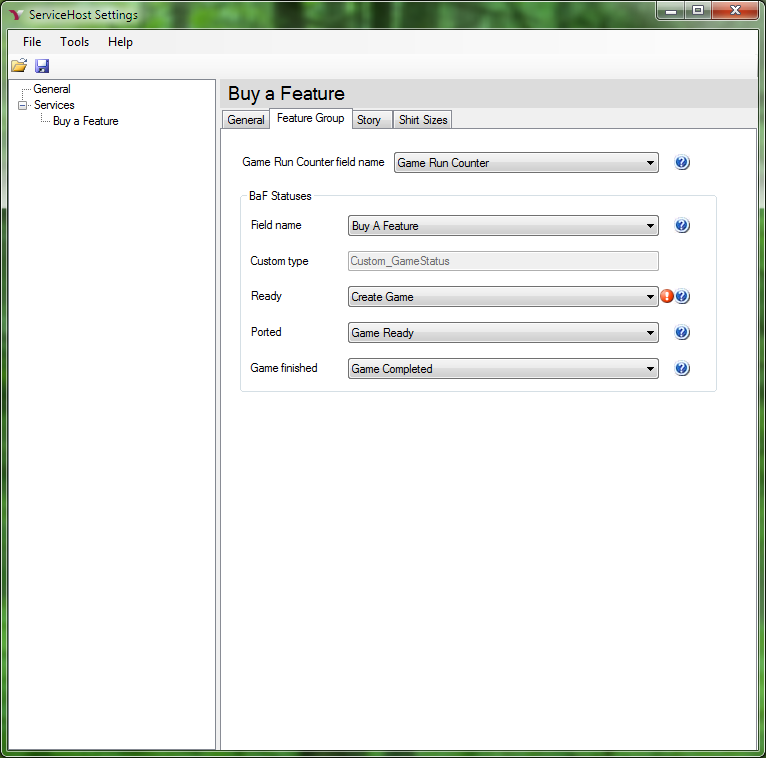 ServiceHost Settings
File Tools Help
General
Services
Buy a Feature
Buy a Feature
General Feature Group Story Shirt Sizes
Game Run Counter field name Game Run Counter
BaF Statuses
Field name Buy A Feature
Custom type Custom_GameStatus
Ready Create Game
Ported Game Ready
Game finished Game Completed